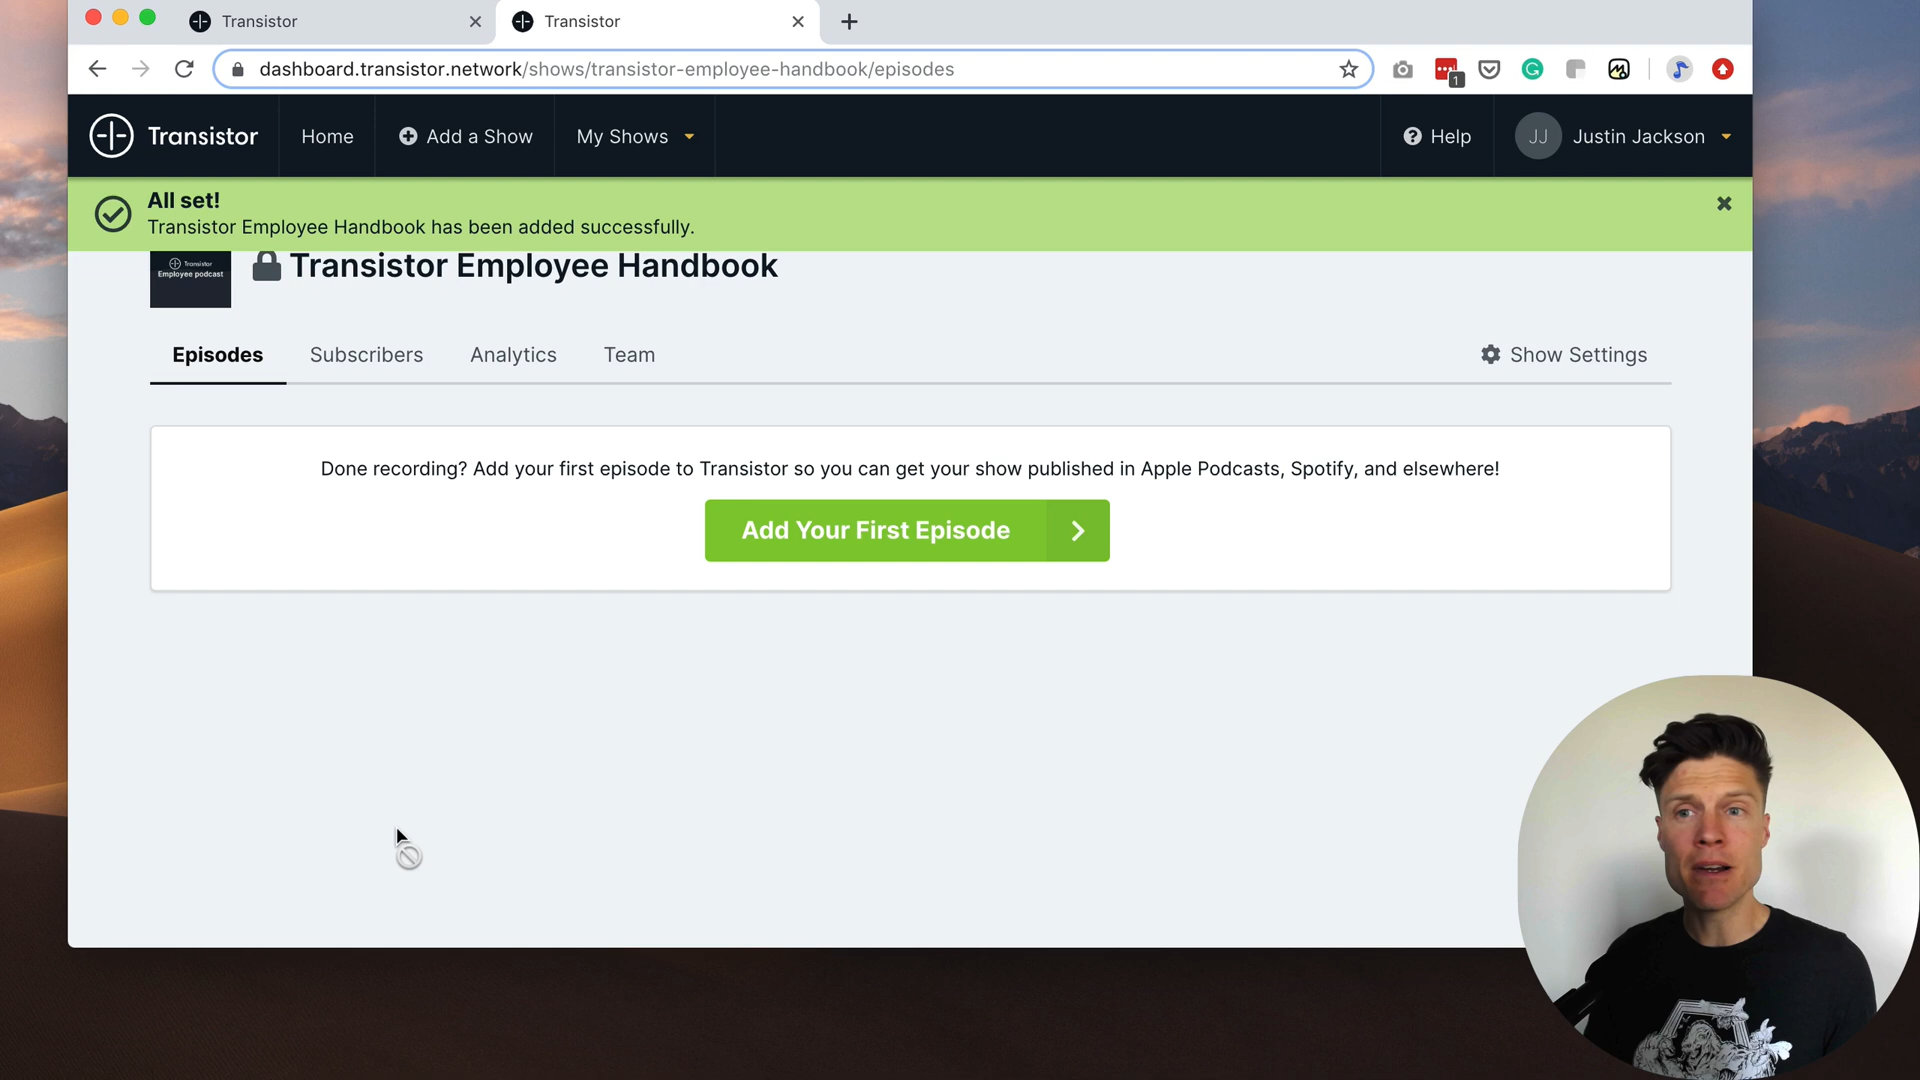 Transistor
Transistor
dashboard.transistor.network/shows/transistor-employee-handbook/episodes
1
Transistor
Home
Add a Show
My Shows
Help
JJ
Justin Jackson
All set!
Transistor Employee Handbook has been added successfully.
Transistor
Employee podcast
Transistor Employee Handbook
Episodes
Subscribers
Analytics
Team
Show Settings
Done recording? Add your first episode to Transistor so you can get your show published in Apple Podcasts, Spotify, and elsewhere!
Add Your First Episode